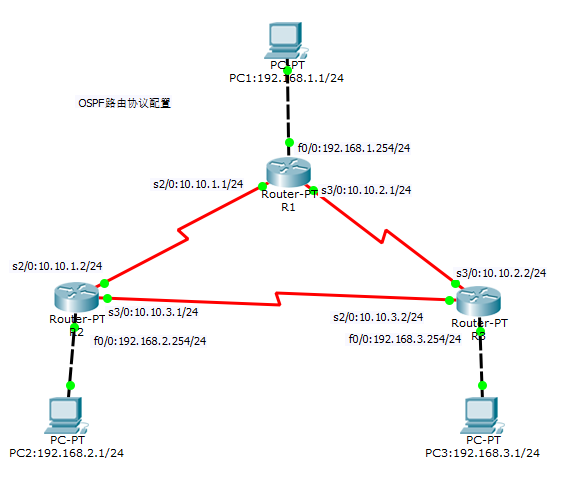 PC-PT
PC1:192.168.1.1/24
OSPF路由协议配置
f0/0:192.168.1.254/24
s2/0:10.10.1.1/24
s3/0:10.10.2.1/24
Router-PT
R1
s2/0:10.10.1.2/24
s3/0:10.10.2.2/24
s3/0:10.10.3.1/24
s2/0:10.10.3.2/24
Router-PT
R2
Router-PT
R3
f0/0:192.168.2.254/24
f0/0:192.168.3.254/24
PC-PT
PC2:192.168.2.1/24
PC-PT
PC3:192.168.3.1/24